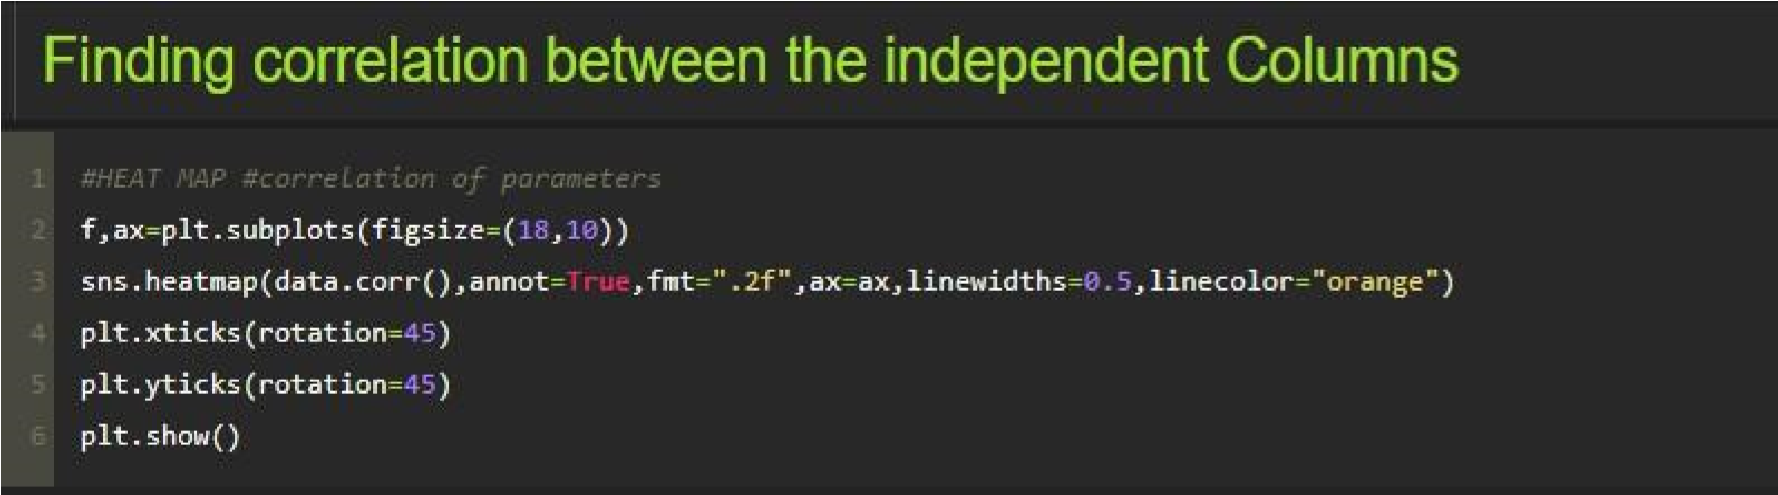 Finding correlation between the independent Columns
1 #HEAT MAP #correlation of parameters
2 f,ax=plt.subplots(figsize=(18,10))
3 sns.heatmap(data.corr(),annot=True,fmt=".2f",ax=ax,linewidths=0.5,linecolor="orange")
4 plt.xticks(rotation=45)
5 plt.yticks(rotation=45)
6 plt.show()